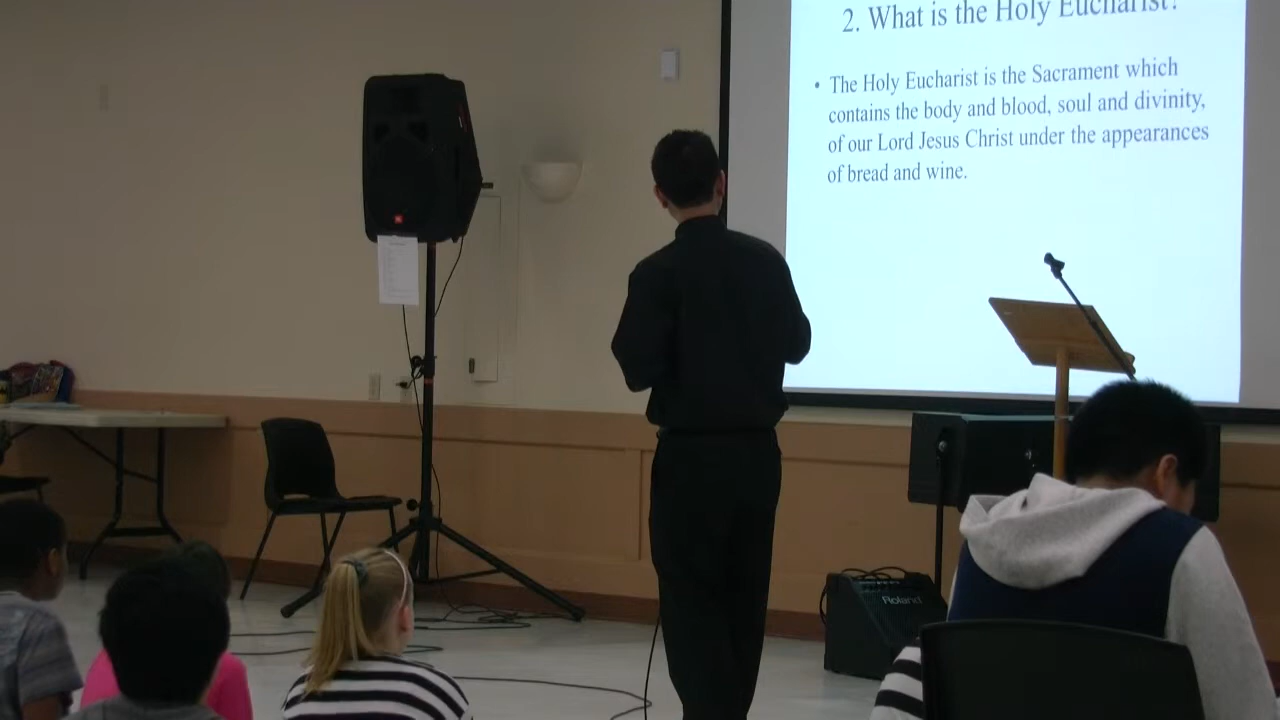 2. What is the Holy Eucharist?
• The Holy Eucharist is the Sacrament which
contains the body and blood, soul and divinity,
of our Lord Jesus Christ under the appearances
of bread and wine.
Roland